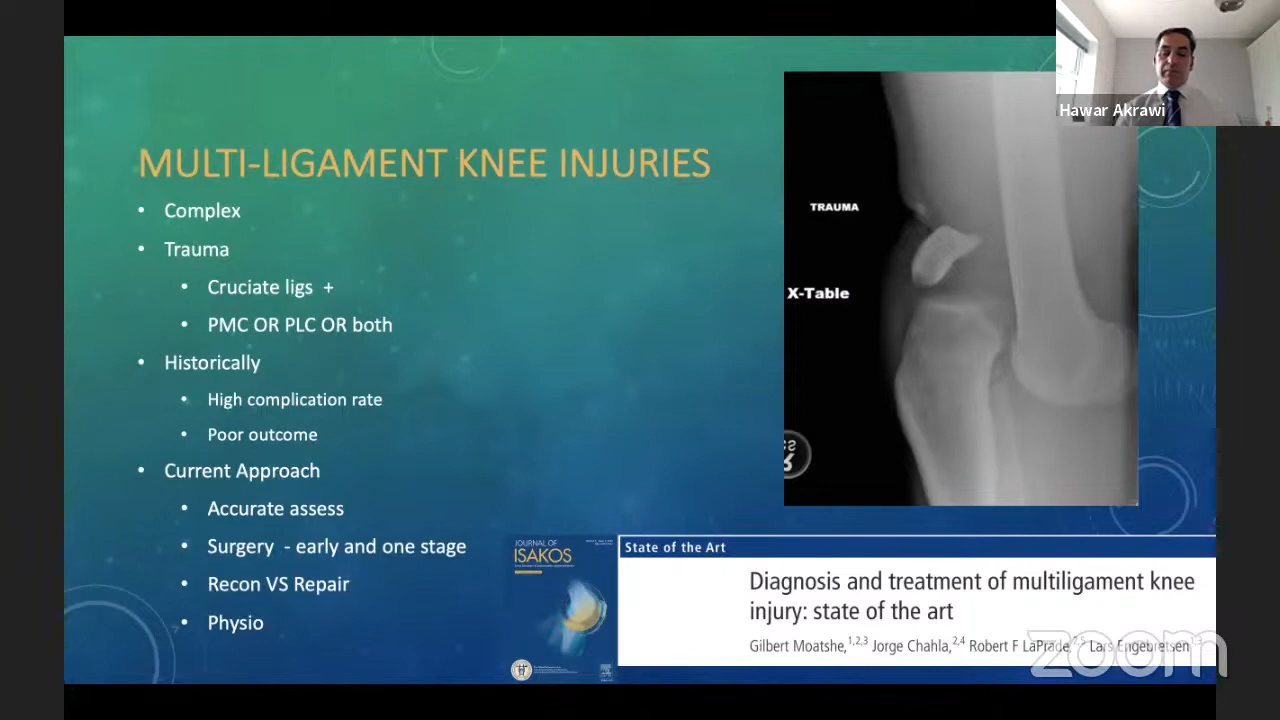 Hawar Akrawi
MULTI-LIGAMENT KNEE INJURIES
• Complex
• Trauma
• Cruciate ligs +
• PMC OR PLC OR both
• Historically
• High complication rate
• Poor outcome
• Current Approach
• Accurate assess
• Surgery - early and one stage
• Recon VS Repair
• Physio
TRAUMA
X-Table
JOURNAL OF
ISAKOS
State of the Art
Diagnosis and treatment of multiligament knee
injury: state of the art
Gilbert Moatshe,1,2,3 Jorge Chahla,2,4 Robert F LaPrade,2,5 Lars Engebretsen1,3
zoom